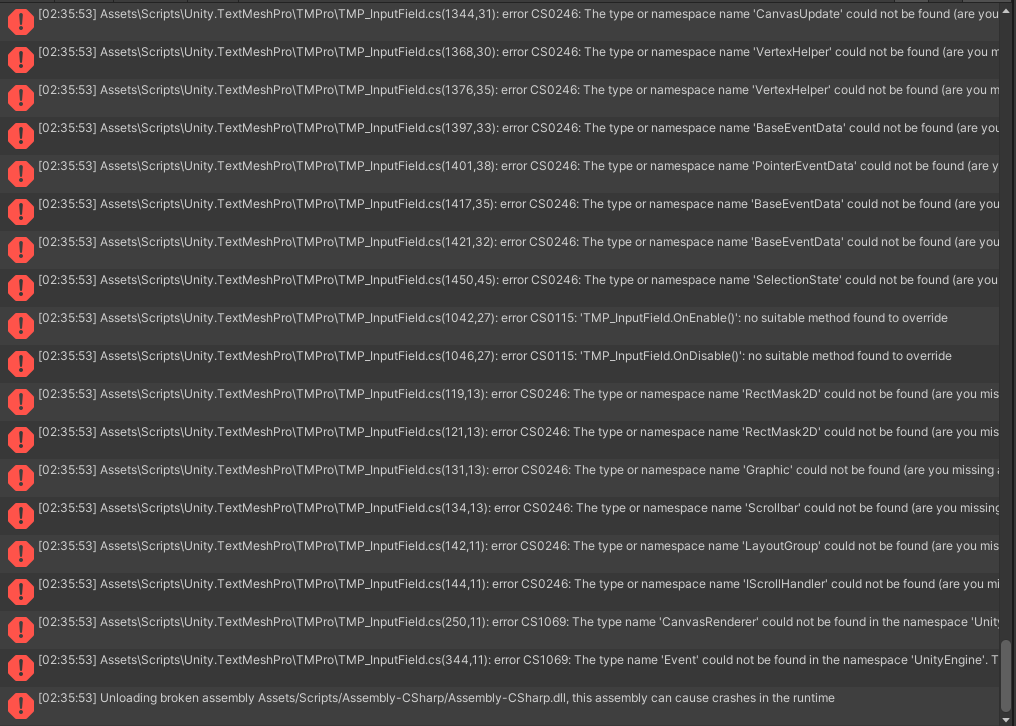 [02:35:53] Assets\Scripts\Unity.TextMeshPro\TMPro\TMP_InputField.cs(1344,31): error CS0246: The type or namespace name 'CanvasUpdate' could not be found (are you
[02:35:53] Assets\Scripts\Unity.TextMeshPro\TMPro\TMP_InputField.cs(1368,30): error CS0246: The type or namespace name 'VertexHelper' could not be found (are you m
[02:35:53] Assets\Scripts\Unity.TextMeshPro\TMPro\TMP_InputField.cs(1376,35): error CS0246: The type or namespace name 'VertexHelper' could not be found (are you m
[02:35:53] Assets\Scripts\Unity.TextMeshPro\TMPro\TMP_InputField.cs(1397,33): error CS0246: The type or namespace name 'BaseEventData' could not be found (are you
[02:35:53] Assets\Scripts\Unity.TextMeshPro\TMPro\TMP_InputField.cs(1401,38): error CS0246: The type or namespace name 'PointerEventData' could not be found (are y
[02:35:53] Assets\Scripts\Unity.TextMeshPro\TMPro\TMP_InputField.cs(1417,35): error CS0246: The type or namespace name 'BaseEventData' could not be found (are you
[02:35:53] Assets\Scripts\Unity.TextMeshPro\TMPro\TMP_InputField.cs(1421,32): error CS0246: The type or namespace name 'BaseEventData' could not be found (are you
[02:35:53] Assets\Scripts\Unity.TextMeshPro\TMPro\TMP_InputField.cs(1450,45): error CS0246: The type or namespace name 'SelectionState' could not be found (are you
[02:35:53] Assets\Scripts\Unity.TextMeshPro\TMPro\TMP_InputField.cs(1042,27): error CS0115: 'TMP_InputField.OnEnable()': no suitable method found to override
[02:35:53] Assets\Scripts\Unity.TextMeshPro\TMPro\TMP_InputField.cs(1046,27): error CS0115: 'TMP_InputField.OnDisable()': no suitable method found to override
[02:35:53] Assets\Scripts\Unity.TextMeshPro\TMPro\TMP_InputField.cs(119,13): error CS0246: The type or namespace name 'RectMask2D' could not be found (are you mis
[02:35:53] Assets\Scripts\Unity.TextMeshPro\TMPro\TMP_InputField.cs(121,13): error CS0246: The type or namespace name 'RectMask2D' could not be found (are you mis
[02:35:53] Assets\Scripts\Unity.TextMeshPro\TMPro\TMP_InputField.cs(131,13): error CS0246: The type or namespace name 'Graphic' could not be found (are you missing a
[02:35:53] Assets\Scripts\Unity.TextMeshPro\TMPro\TMP_InputField.cs(134,13): error CS0246: The type or namespace name 'Scrollbar' could not be found (are you missing
[02:35:53] Assets\Scripts\Unity.TextMeshPro\TMPro\TMP_InputField.cs(142,11): error CS0246: The type or namespace name 'LayoutGroup' could not be found (are you mis
[02:35:53] Assets\Scripts\Unity.TextMeshPro\TMPro\TMP_InputField.cs(144,11): error CS0246: The type or namespace name 'IScrollHandler' could not be found (are you mi
[02:35:53] Assets\Scripts\Unity.TextMeshPro\TMPro\TMP_InputField.cs(250,11): error CS1069: The type name 'CanvasRenderer' could not be found in the namespace 'Unity
[02:35:53] Assets\Scripts\Unity.TextMeshPro\TMPro\TMP_InputField.cs(344,11): error CS1069: The type name 'Event' could not be found in the namespace 'UnityEngine'. T
[02:35:53] Unloading broken assembly Assets/Scripts/Assembly-CSharp/Assembly-CSharp.dll, this assembly can cause crashes in the runtime